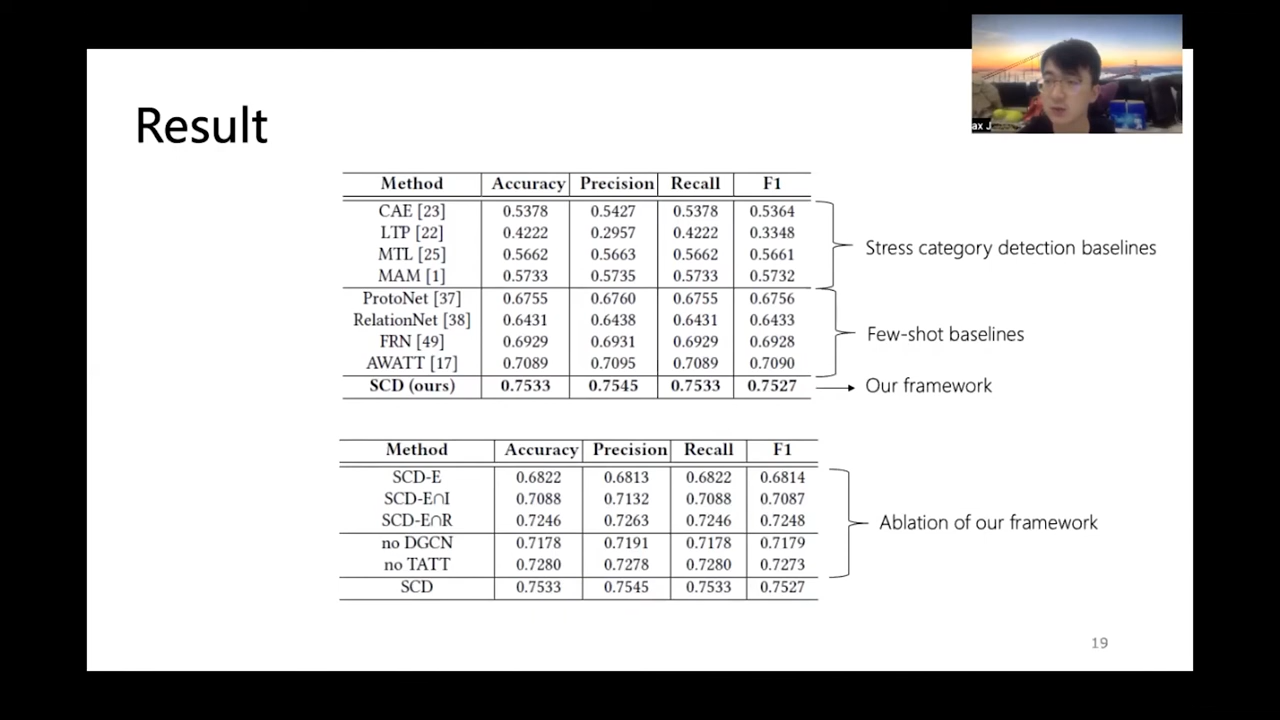 ax J
Result
Method Accuracy Precision Recall F1
CAE [23] 0.5378 0.5427 0.5378 0.5364
LTP [22] 0.4222 0.2957 0.4222 0.3348
MTL [25] 0.5662 0.5663 0.5662 0.5661
MAM [1] 0.5733 0.5735 0.5733 0.5732
Stress category detection baselines
ProtoNet [37] 0.6755 0.6760 0.6755 0.6756
RelationNet [38] 0.6431 0.6438 0.6431 0.6433
FRN [49] 0.6929 0.6931 0.6929 0.6928
AWATT [17] 0.7089 0.7095 0.7089 0.7090
Few-shot baselines
SCD (ours) 0.7533 0.7545 0.7533 0.7527
Our framework
Method Accuracy Precision Recall F1
SCD-E 0.6822 0.6813 0.6822 0.6814
SCD-E∩I 0.7088 0.7132 0.7088 0.7087
SCD-E∩R 0.7246 0.7263 0.7246 0.7248
no DGCN 0.7178 0.7191 0.7178 0.7179
no TATT 0.7280 0.7278 0.7280 0.7273
Ablation of our framework
SCD 0.7533 0.7545 0.7533 0.7527
19